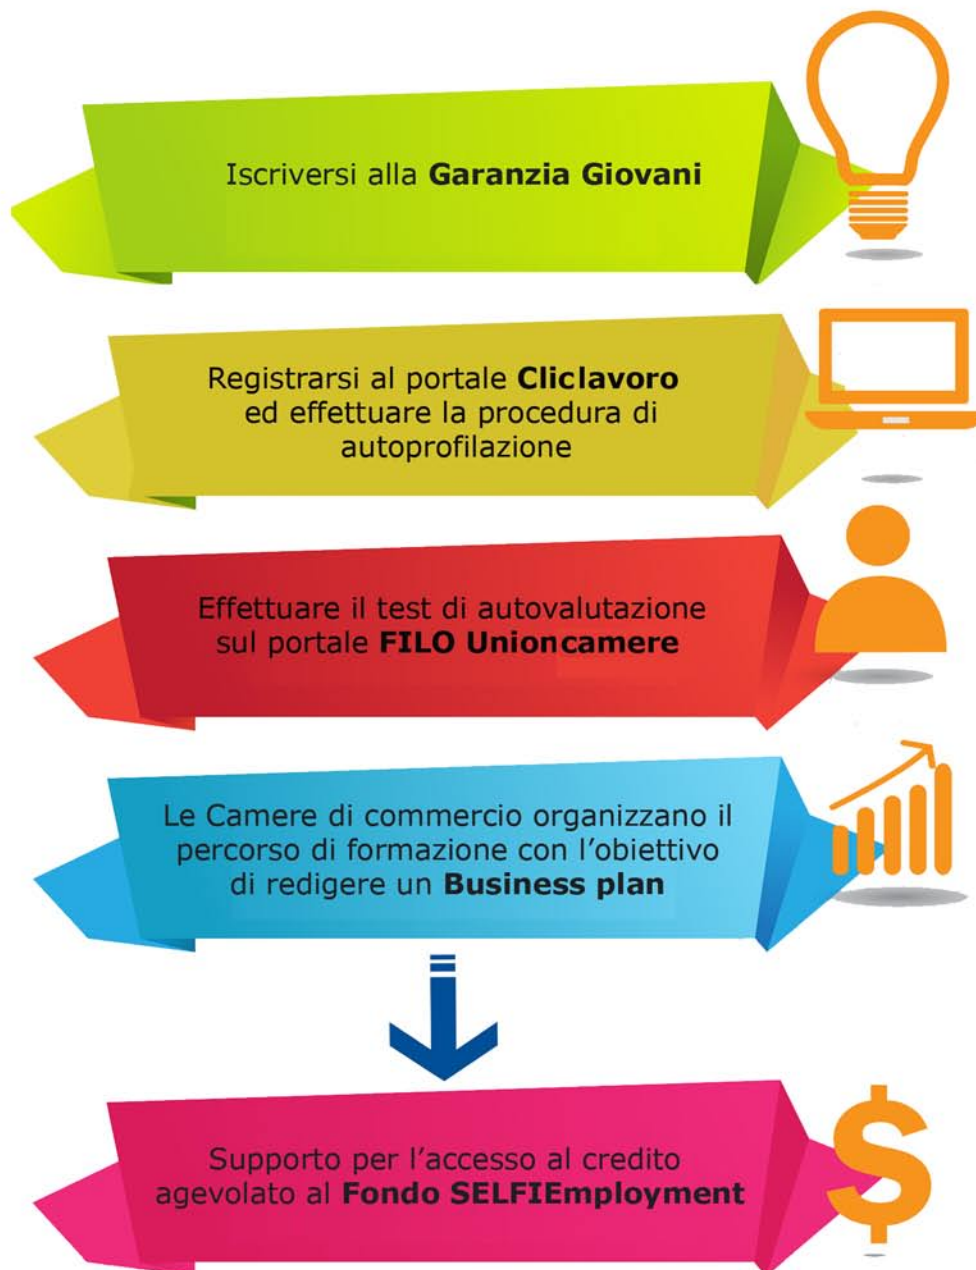 Iscriversi alla Garanzia Giovani
Registrarsi al portale Cliclavoro
ed effettuare la procedura di
autoprofilazione
Effettuare il test di autovalutazione
sul portale FILO Unioncamere
Le Camere di commercio organizzano il
percorso di formazione con l'obiettivo
di redigere un Business plan
Supporto per l'accesso al credito
agevolato al Fondo SELFIEmployment
$